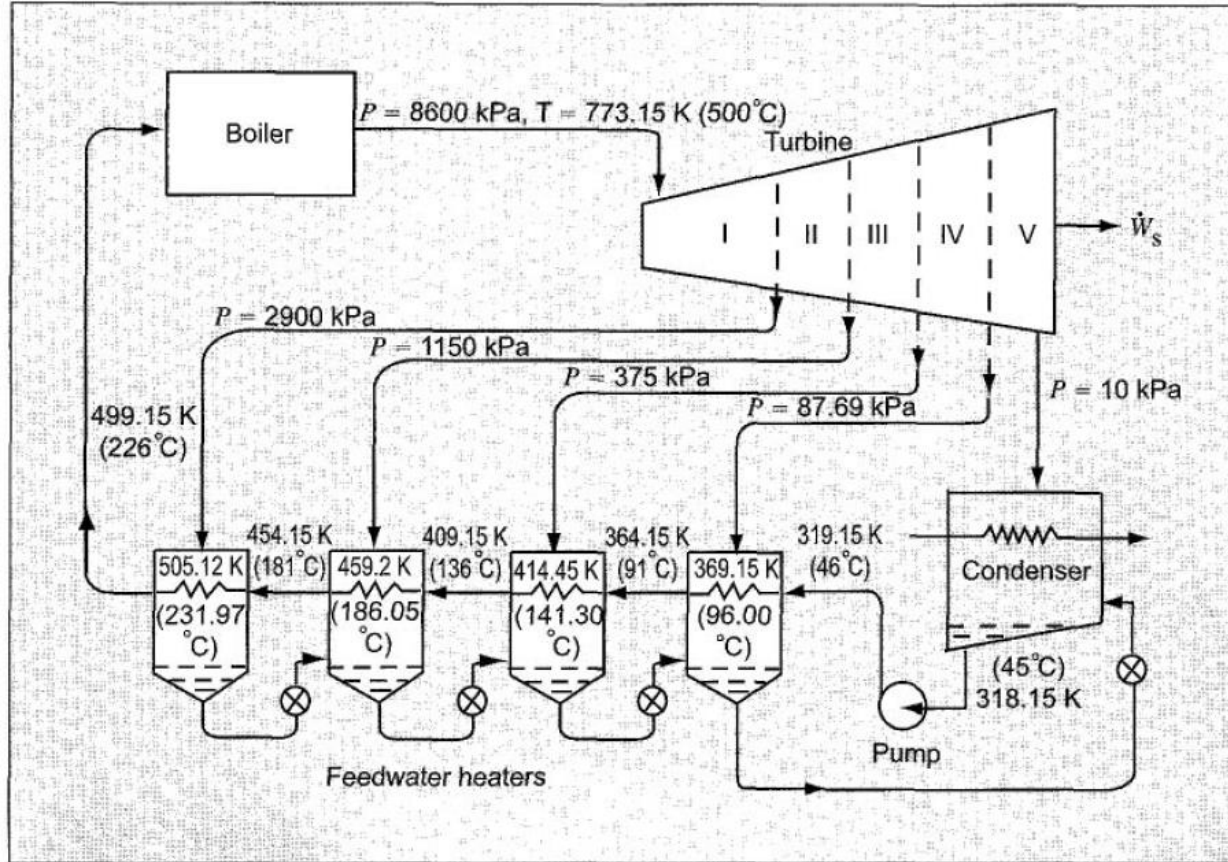 P = 8600 kPa, T = 773.15 K (500°C)
Boiler
Turbine
I II III IV V
Ẇs
P = 2900 kPa
P = 1150 kPa
P = 375 kPa
P = 87.69 kPa
P = 10 kPa
499.15 K
(226°C)
454.15 K
(181°C)
409.15 K
(136°C)
364.15 K
(91°C)
319.15 K
(46°C)
505.12 K
(231.97
°C)
459.2 K
(186.05
°C)
414.45 K
(141.30
°C)
369.15 K
(96.00
°C)
Condenser
(45°C)
318.15 K
Pump
Feedwater heaters